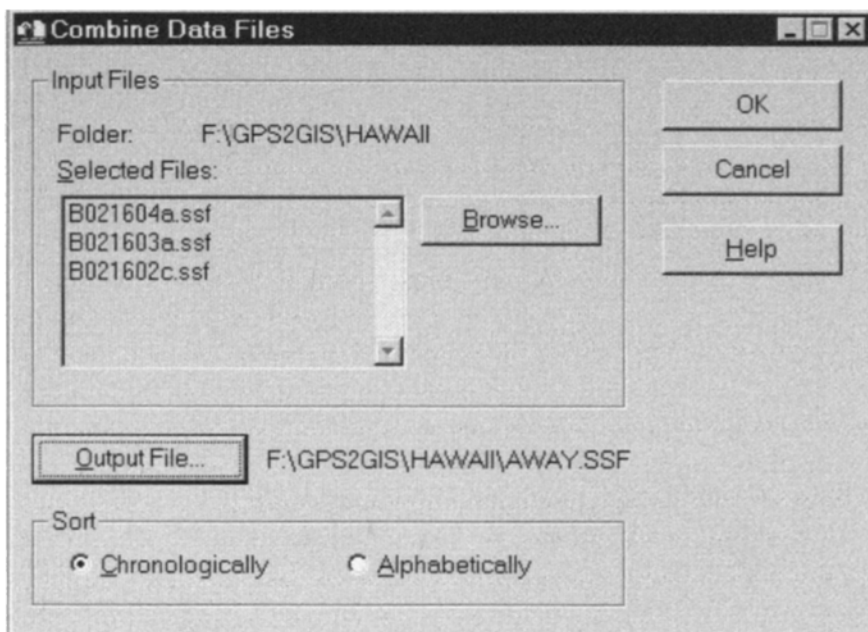 Combine Data Files
Input Files
Folder: F:\GPS2GIS\HAWAII
Selected Files:
B021604a.ssf
B021603a.ssf
B021602c.ssf
Browse...
OK
Cancel
Help
Output File... F:\GPS2GIS\HAWAII\AWAY.SSF
Sort
Chronologically Alphabetically